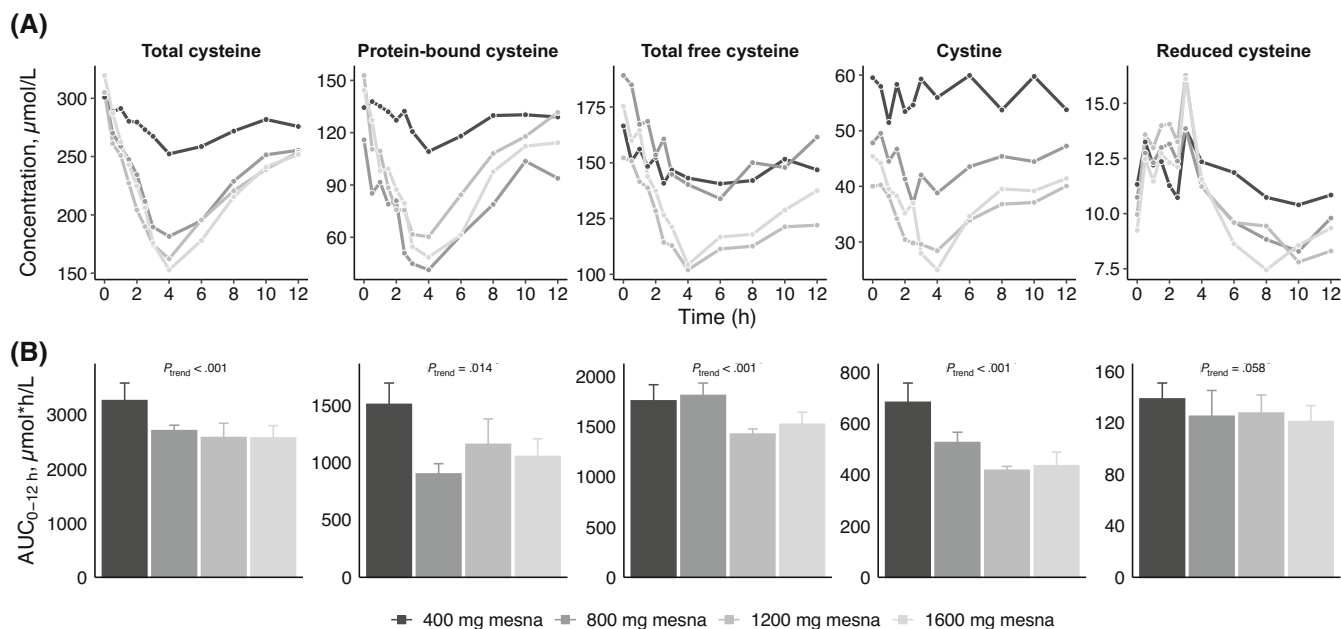 (A)
Total cysteine
Protein-bound cysteine
Total free cysteine
Cystine
Reduced cysteine
Concentration, µmol/L
300
250
200
150
0 2 4 6 8 10 12
150
120
90
60
0 2 4 6 8 10 12
175
150
125
100
0 2 4 6 8 10 12
60
50
40
30
0 2 4 6 8 10 12
15.0
12.5
10.0
7.5
0 2 4 6 8 10 12
Time (h)
(B)
AUC0–12 h, µmol*h/L
Ptrend < .001
3000
2000
1000
0
Ptrend = .014
1500
1000
500
0
Ptrend < .001
2000
1500
1000
500
0
Ptrend < .001
800
600
400
200
0
Ptrend = .058
160
120
80
40
0
400 mg mesna 800 mg mesna 1200 mg mesna 1600 mg mesna